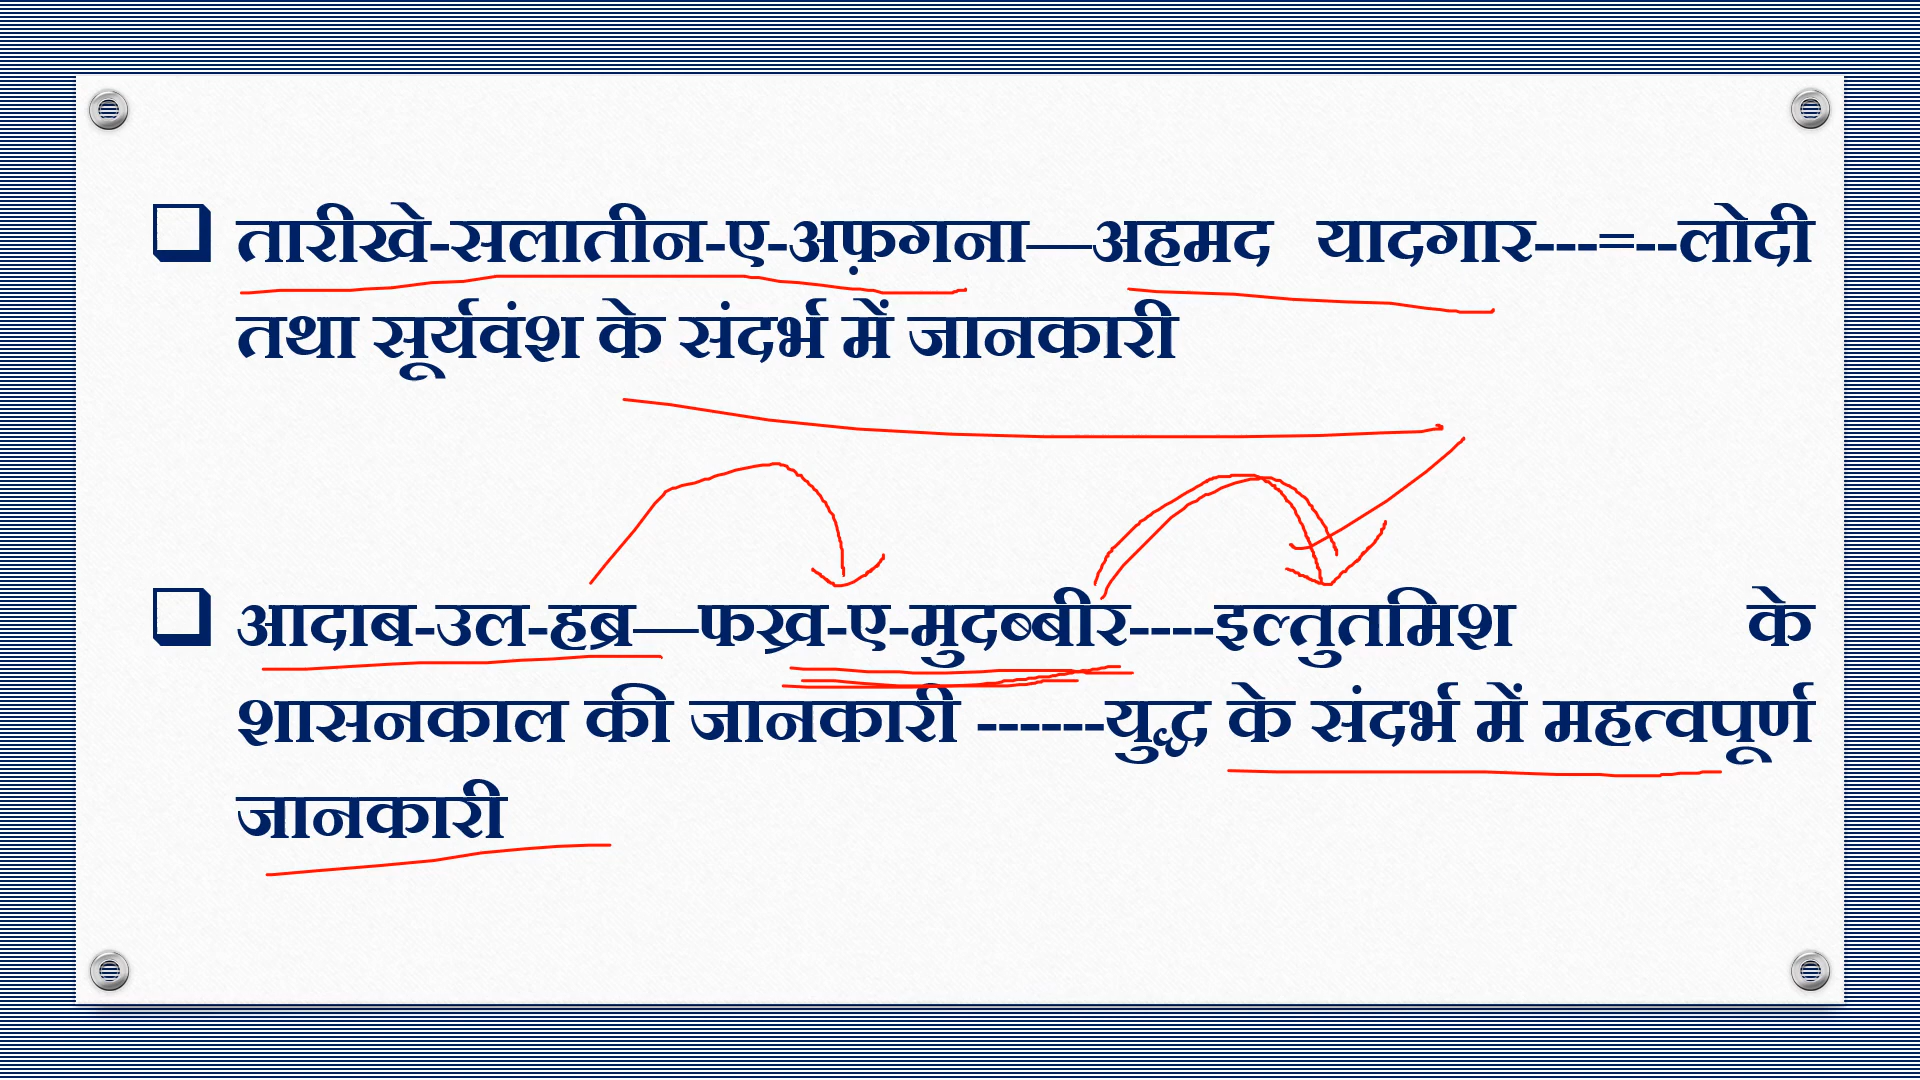 तारीखे-सलातीन-ए-अफ़गना—अहमद यादगार---=--लोदी
तथा सूर्यवंश के संदर्भ में जानकारी
आदाब-उल-हब्र—फख्र-ए-मुदब्बीर----इल्तुतमिश के
शासनकाल की जानकारी ------युद्ध के संदर्भ में महत्वपूर्ण
जानकारी